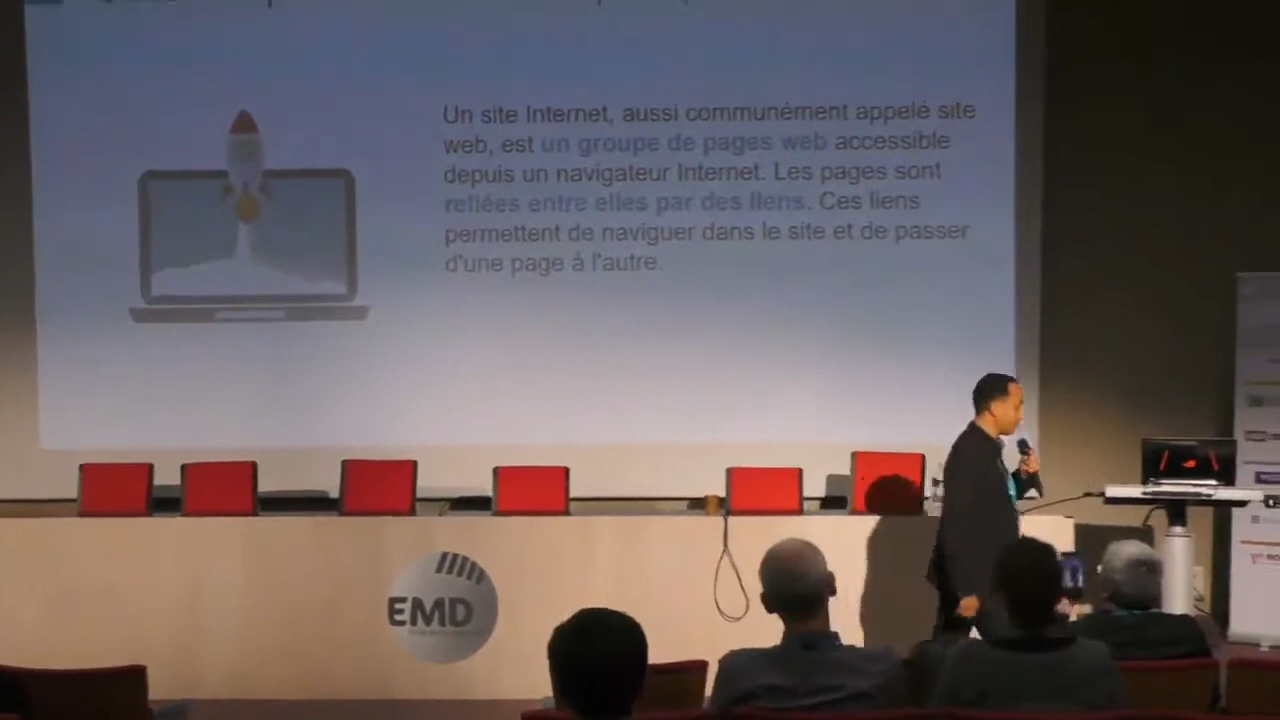 Un site Internet, aussi communément appelé site
web, est un groupe de pages web accessible
depuis un navigateur Internet. Les pages sont
reliées entre elles par des liens. Ces liens
permettent de naviguer dans le site et de passer
d'une page à l'autre.
EMD